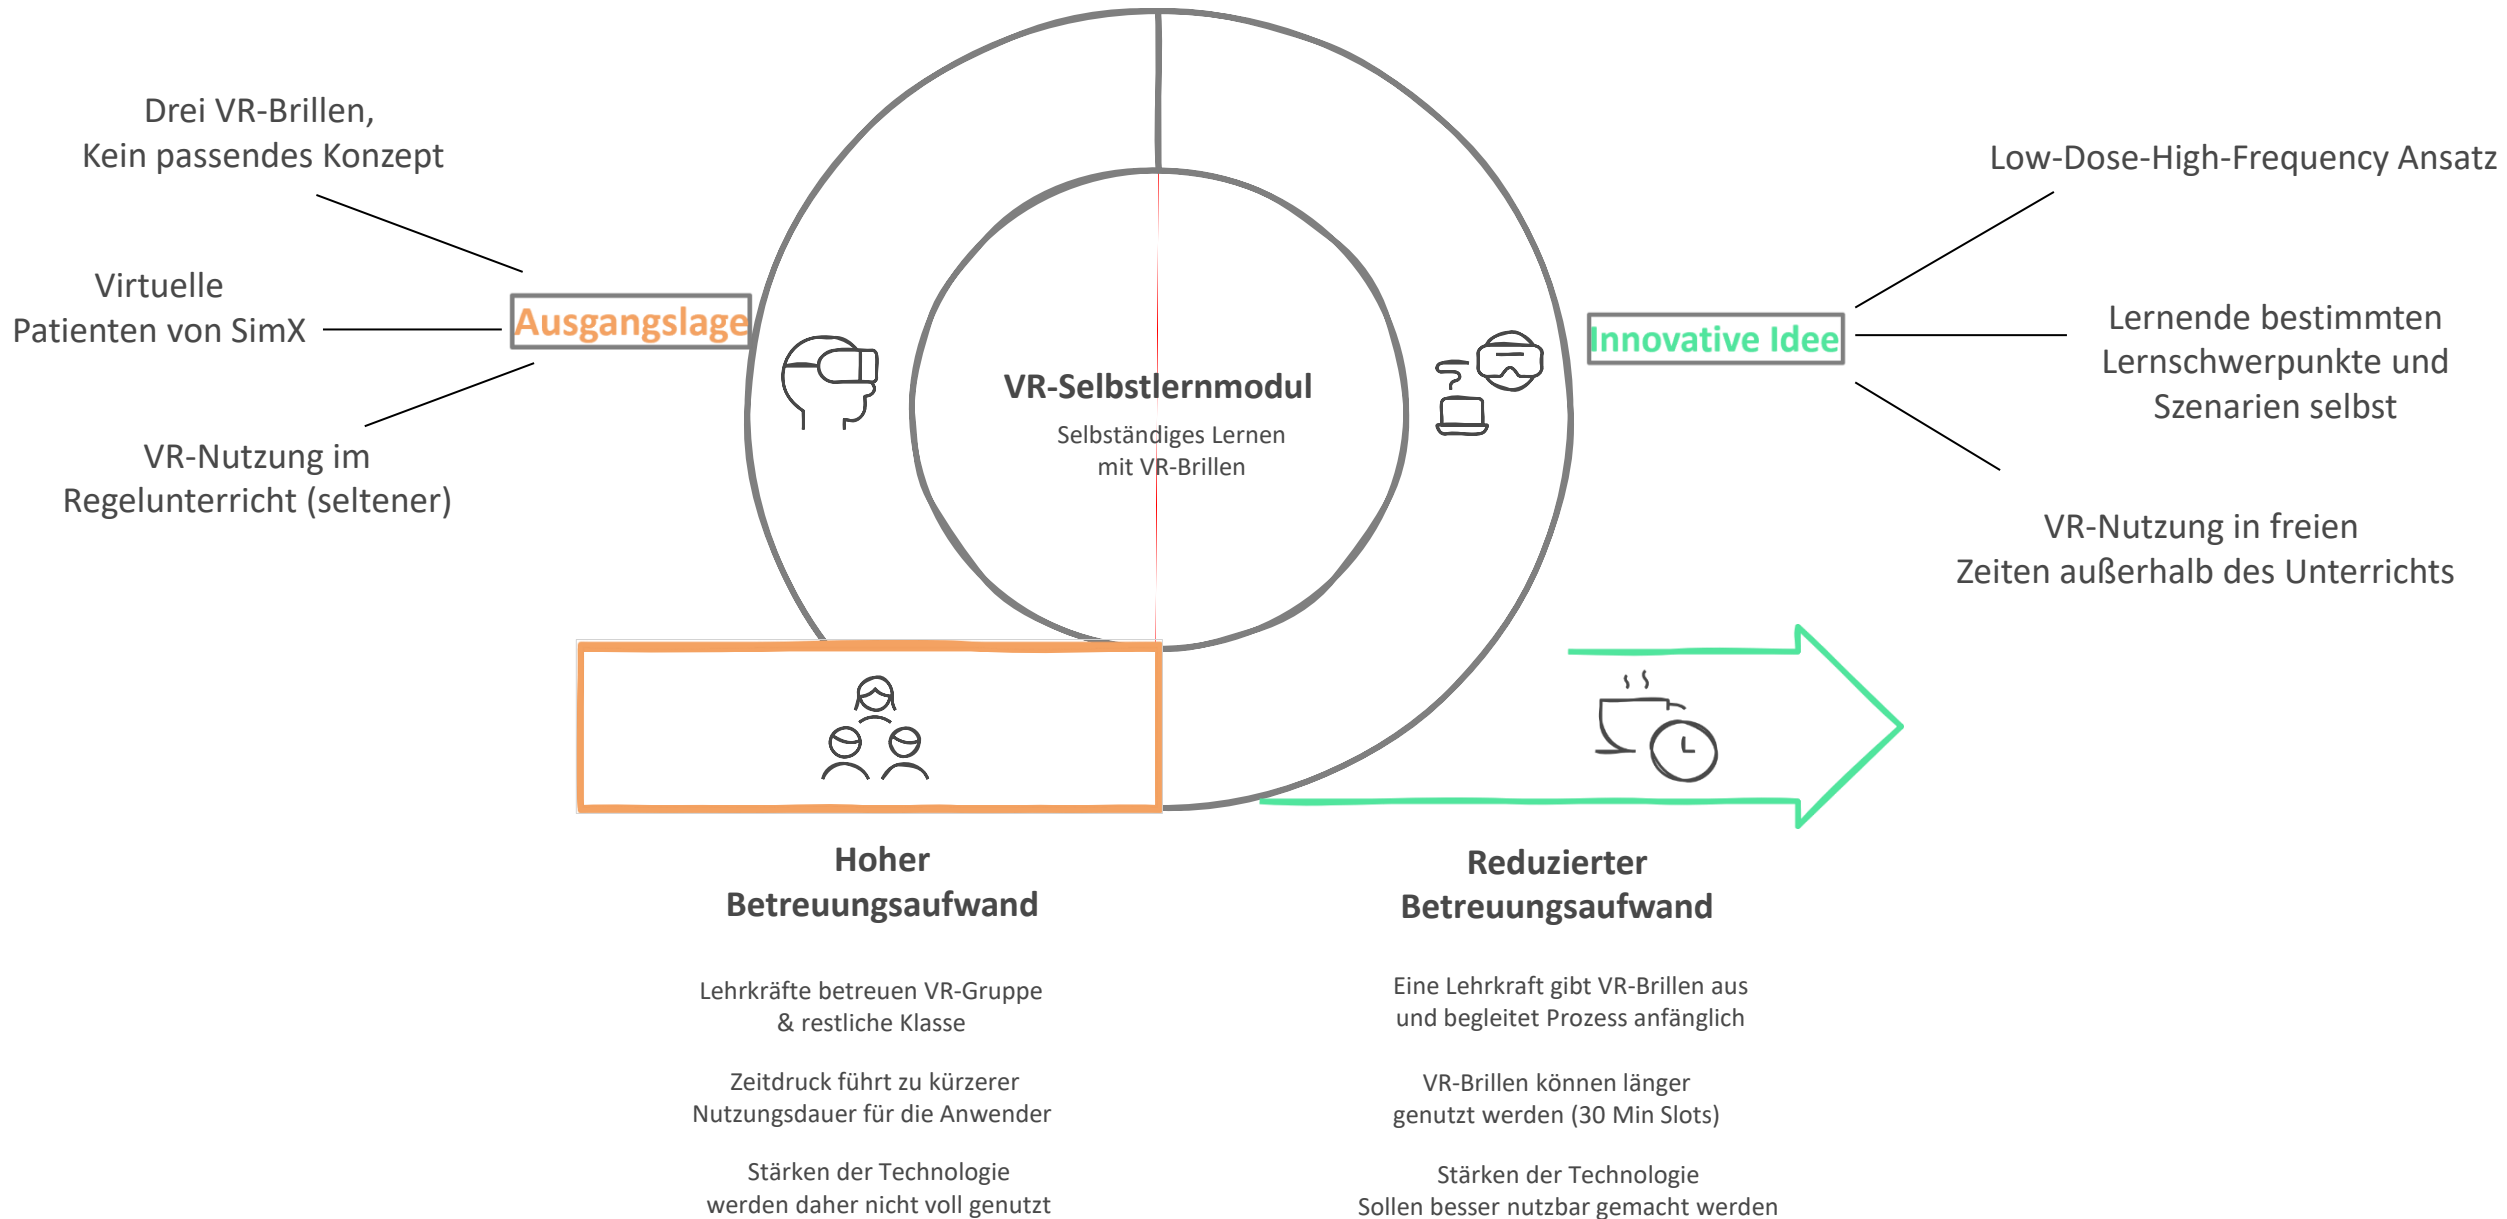 Drei VR-Brillen,
Kein passendes Konzept
Virtuelle
Patienten von SimX
VR-Nutzung im
Regelunterricht (seltener)
Ausgangslage
VR-Selbstlernmodul
Selbständiges Lernen
mit VR-Brillen
Innovative Idee
Low-Dose-High-Frequency Ansatz
Lernende bestimmten
Lernschwerpunkte und
Szenarien selbst
VR-Nutzung in freien
Zeiten außerhalb des Unterrichts
Hoher
Betreuungsaufwand
Lehrkräfte betreuen VR-Gruppe
& restliche Klasse
Zeitdruck führt zu kürzerer
Nutzungsdauer für die Anwender
Stärken der Technologie
werden daher nicht voll genutzt
Reduzierter
Betreuungsaufwand
Eine Lehrkraft gibt VR-Brillen aus
und begleitet Prozess anfänglich
VR-Brillen können länger
genutzt werden (30 Min Slots)
Stärken der Technologie
Sollen besser nutzbar gemacht werden